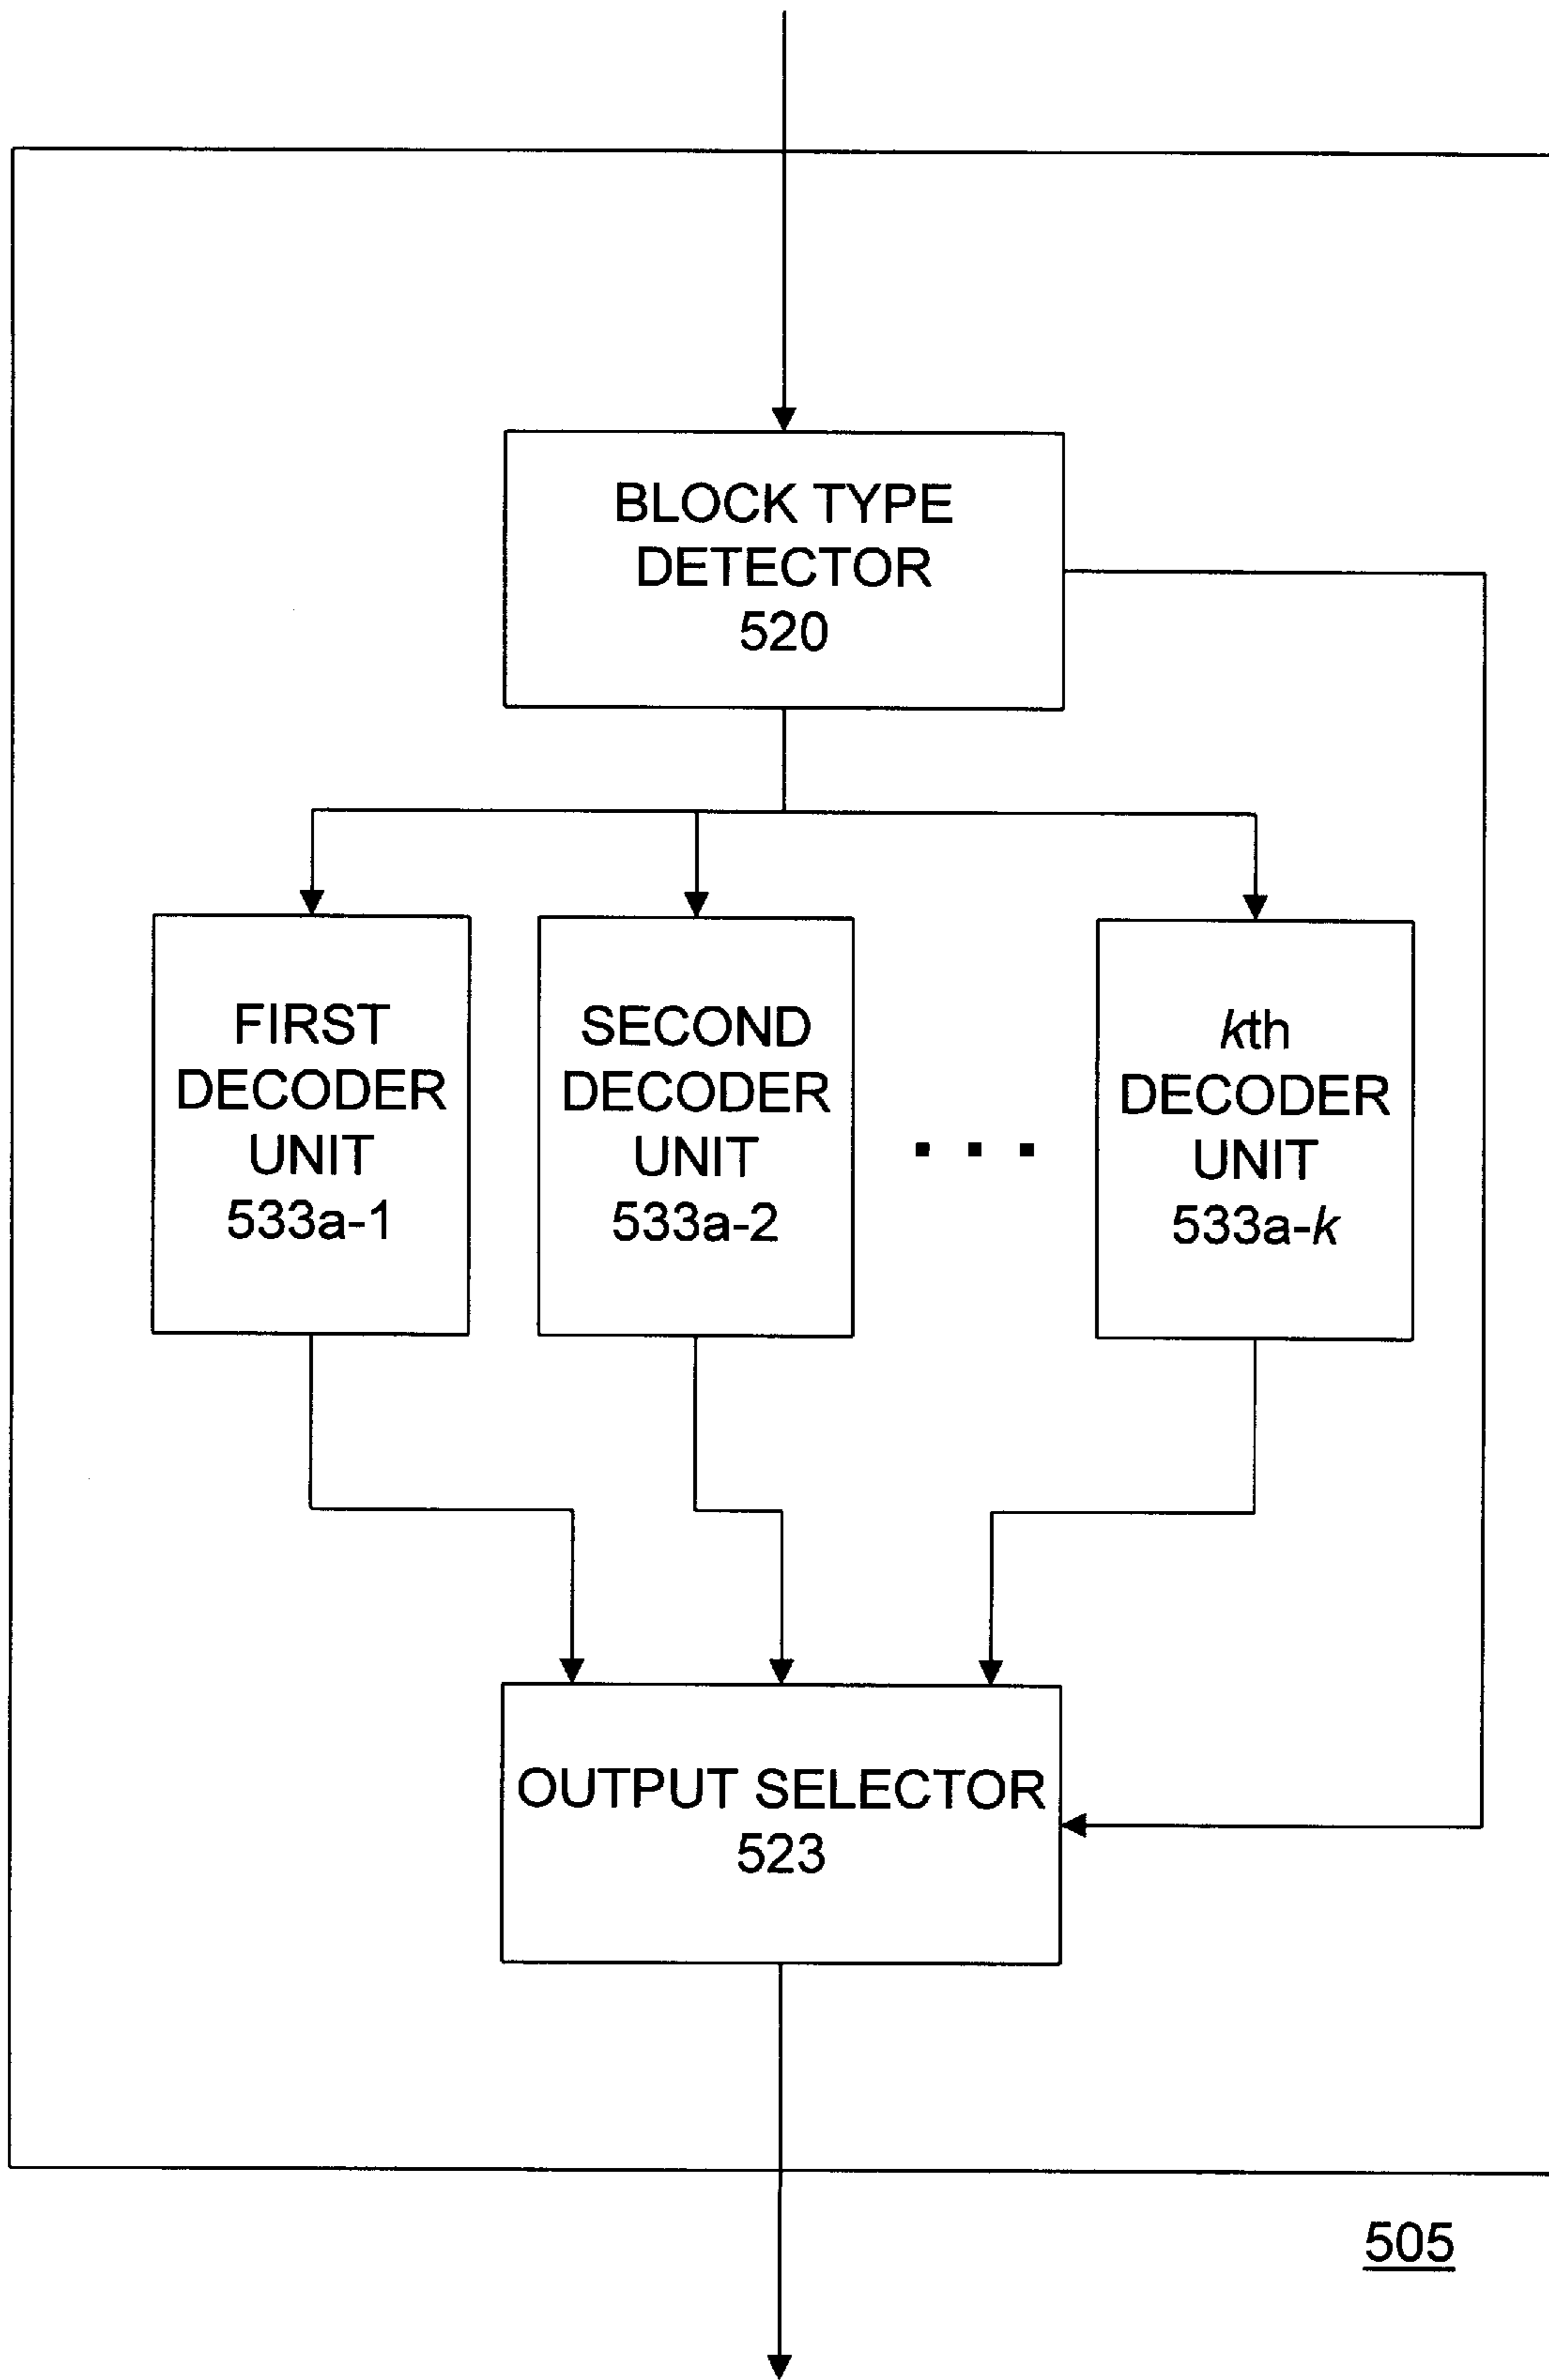 BLOCK TYPE
DETECTOR
520
FIRST
DECODER
UNIT
533a-1
SECOND
DECODER
UNIT
533a-2
. . .
kth
DECODER
UNIT
533a-k
OUTPUT SELECTOR
523
505